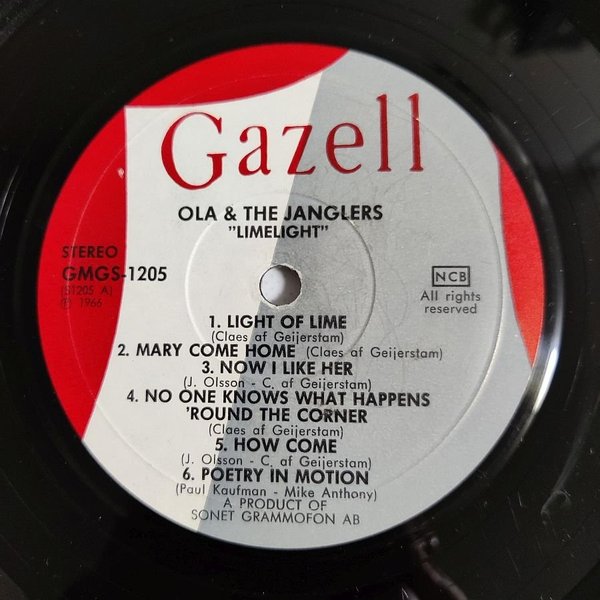 Gazell
OLA & THE JANGLERS
"LIMELIGHT"
STEREO
GMGS-1205
(S1205 A)
℗ 1966
NCB
All rights
reserved
1. LIGHT OF LIME
(Claes af Geijerstam)
2. MARY COME HOME (Claes af Geijerstam)
3. NOW I LIKE HER
(J. Olsson - C. af Geijerstam)
4. NO ONE KNOWS WHAT HAPPENS
'ROUND THE CORNER
(Claes af Geijerstam)
5. HOW COME
(J. Olsson - C. af Geijerstam)
6. POETRY IN MOTION
(Paul Kaufman - Mike Anthony)
A PRODUCT OF
SONET GRAMMOFON AB